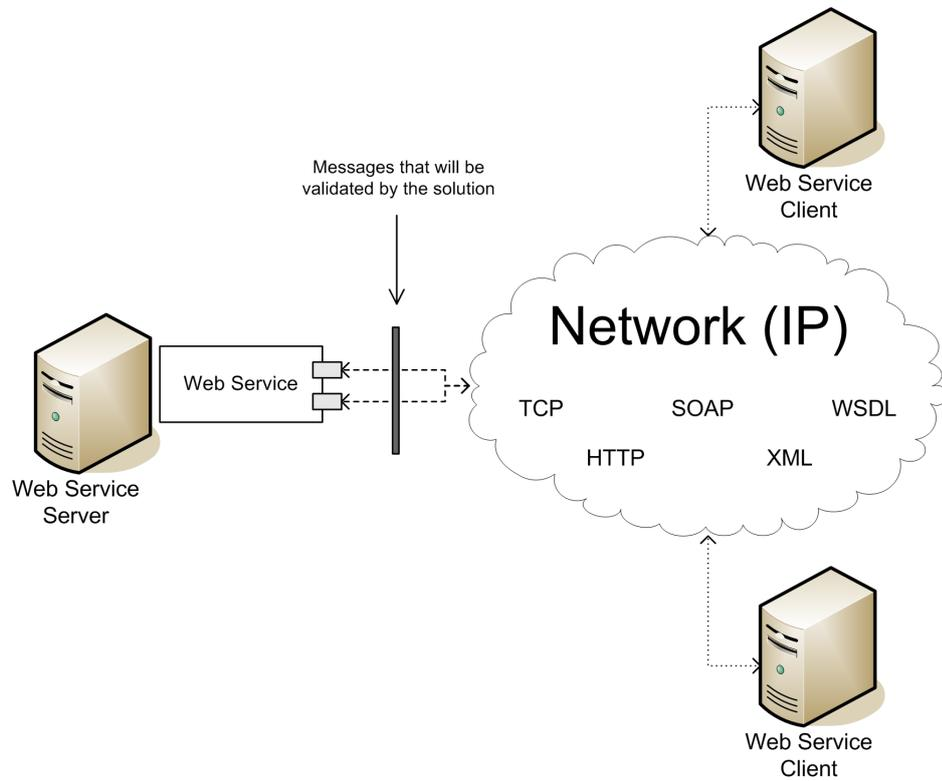 Web Service
Client
Messages that will be
validated by the solution
Network (IP)
Web Service
TCP
SOAP
WSDL
HTTP
XML
Web Service
Server
Web Service
Client